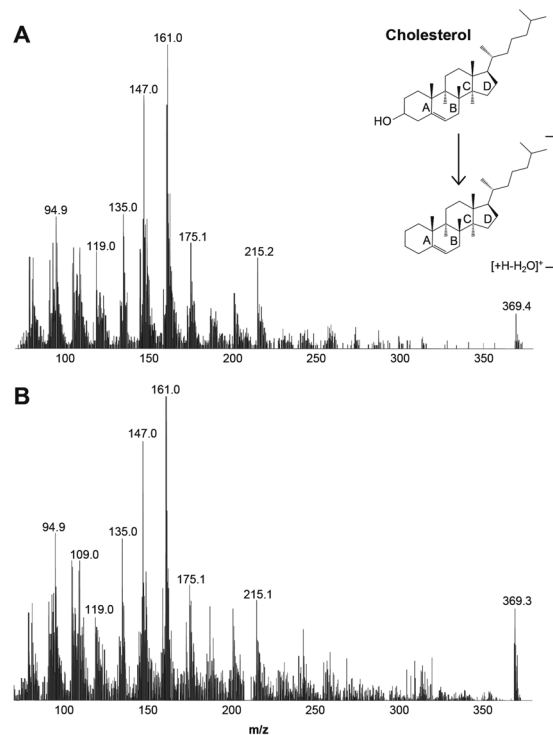 A
Cholesterol
HO
A
B
C
D
A
B
C
D
[+H-H₂O]⁺
161.0
147.0
135.0
94.9
119.0
175.1
215.2
369.4
100
150
200
250
300
350
B
161.0
147.0
135.0
94.9
109.0
119.0
175.1
215.1
369.3
100
150
200
250
300
350
m/z